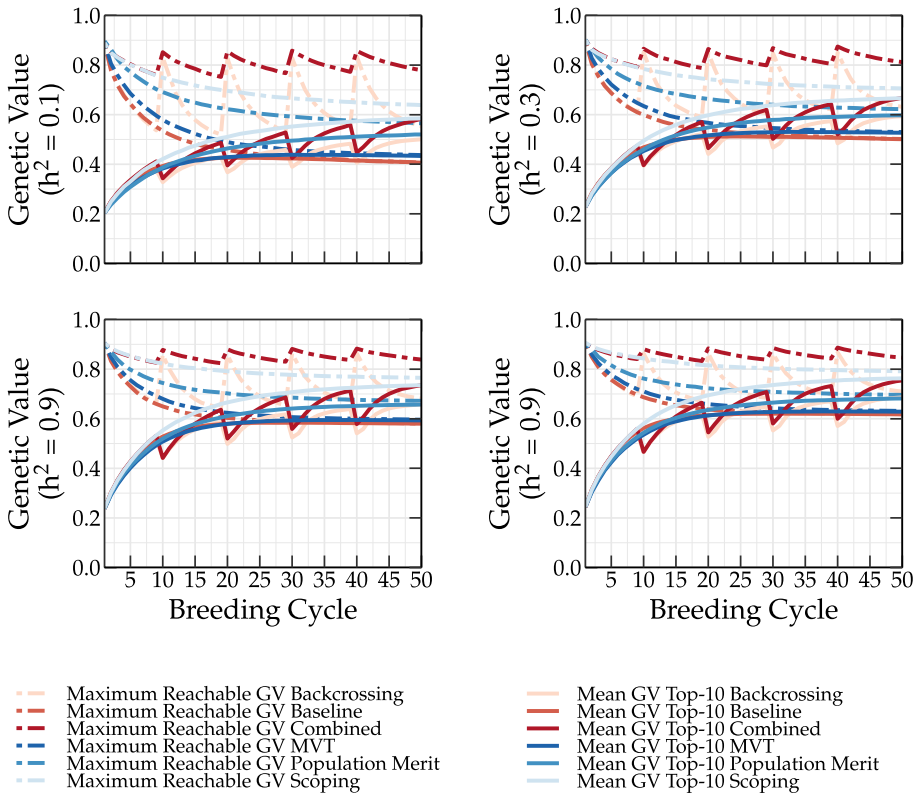 1.0
0.8
0.6
0.4
0.2
0.0
Genetic Value
(h² = 0.1)
1.0
0.8
0.6
0.4
0.2
0.0
Genetic Value
(h² = 0.3)
1.0
0.8
0.6
0.4
0.2
0.0
Genetic Value
(h² = 0.9)
5 10 15 20 25 30 35 40 45 50
Breeding Cycle
1.0
0.8
0.6
0.4
0.2
0.0
Genetic Value
(h² = 0.9)
5 10 15 20 25 30 35 40 45 50
Breeding Cycle
Maximum Reachable GV Backcrossing
Maximum Reachable GV Baseline
Maximum Reachable GV Combined
Maximum Reachable GV MVT
Maximum Reachable GV Population Merit
Maximum Reachable GV Scoping
Mean GV Top-10 Backcrossing
Mean GV Top-10 Baseline
Mean GV Top-10 Combined
Mean GV Top-10 MVT
Mean GV Top-10 Population Merit
Mean GV Top-10 Scoping